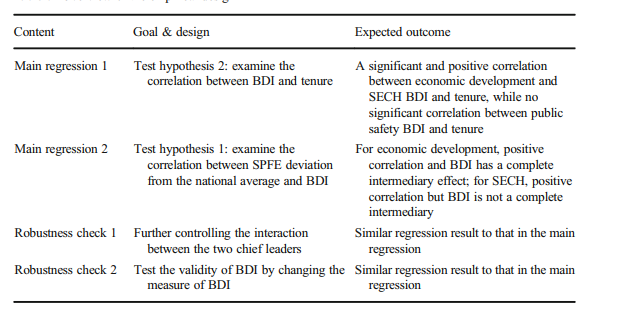 Content Goal & design Expected outcome
Main regression 1 Test hypothesis 2: examine the A significant and positive correlation
correlation between BDI and tenure between economic development and
SECH BDI and tenure, while no
significant correlation between public
safety BDI and tenure
Main regression 2 Test hypothesis 1: examine the For economic development, positive
correlation between SPFE deviation correlation and BDI has a complete
from the national average and BDI intermediary effect; for SECH, positive
correlation but BDI is not a complete
intermediary
Robustness check 1 Further controlling the interaction Similar regression result to that in the main
between the two chief leaders regression
Robustness check 2 Test the validity of BDI by changing the Similar regression result to that in the main
measure of BDI regression